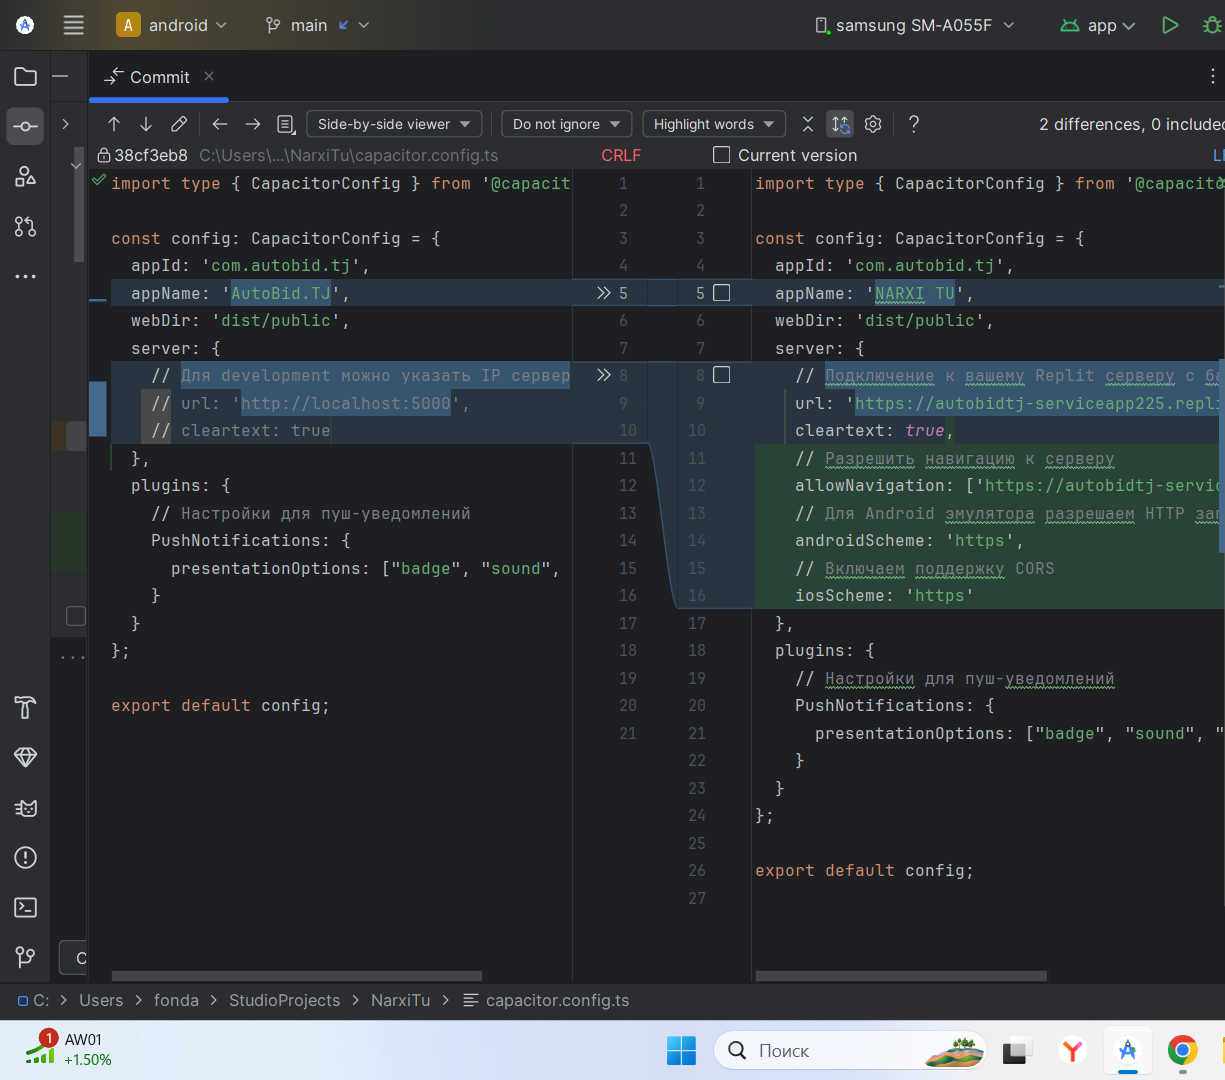 A android main samsung SM-A055F app
Commit
Side-by-side viewer Do not ignore Highlight words ? 2 differences, 0 included
38cf3eb8 C:\Users\...\NarxiTu\capacitor.config.ts CRLF Current version
import type { CapacitorConfig } from '@capacit 1 1 import type { CapacitorConfig } from '@capacito
2 2
const config: CapacitorConfig = { 3 3 const config: CapacitorConfig = {
appId: 'com.autobid.tj', 4 4 appId: 'com.autobid.tj',
appName: 'AutoBid.TJ', 5 5 appName: 'NARXI TU',
webDir: 'dist/public', 6 6 webDir: 'dist/public',
server: { 7 7 server: {
// Для development можно указать IP сервер 8 8 // Подключение к вашему Replit серверу с ба
// url: 'http://localhost:5000', 9 9 url: 'https://autobidtj-serviceapp225.repli
// cleartext: true 10 10 cleartext: true,
}, 11 11 // Разрешить навигацию к серверу
plugins: { 12 12 allowNavigation: ['https://autobidtj-servic
// Настройки для пуш-уведомлений 13 13 // Для Android эмулятора разрешаем HTTP зап
PushNotifications: { 14 14 androidScheme: 'https',
presentationOptions: ["badge", "sound", 15 15 // Включаем поддержку CORS
} 16 16 iosScheme: 'https'
} 17 17 },
}; 18 18 plugins: {
19 19 // Настройки для пуш-уведомлений
export default config; 20 20 PushNotifications: {
21 21 presentationOptions: ["badge", "sound", "
22 }
23 }
24 };
25
26 export default config;
27
C: Users fonda StudioProjects NarxiTu capacitor.config.ts
1 AW01
+1.50%
Поиск